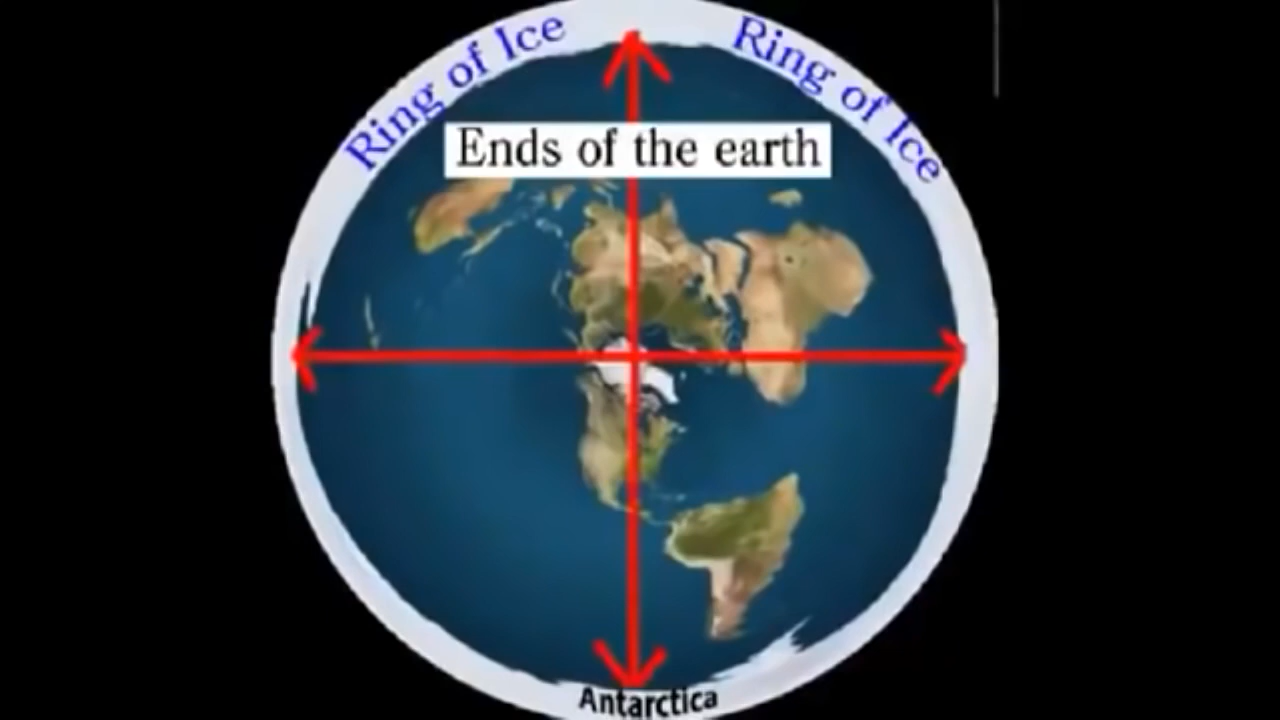 Ring of Ice
Ring of Ice
Ends of the earth
Antarctica